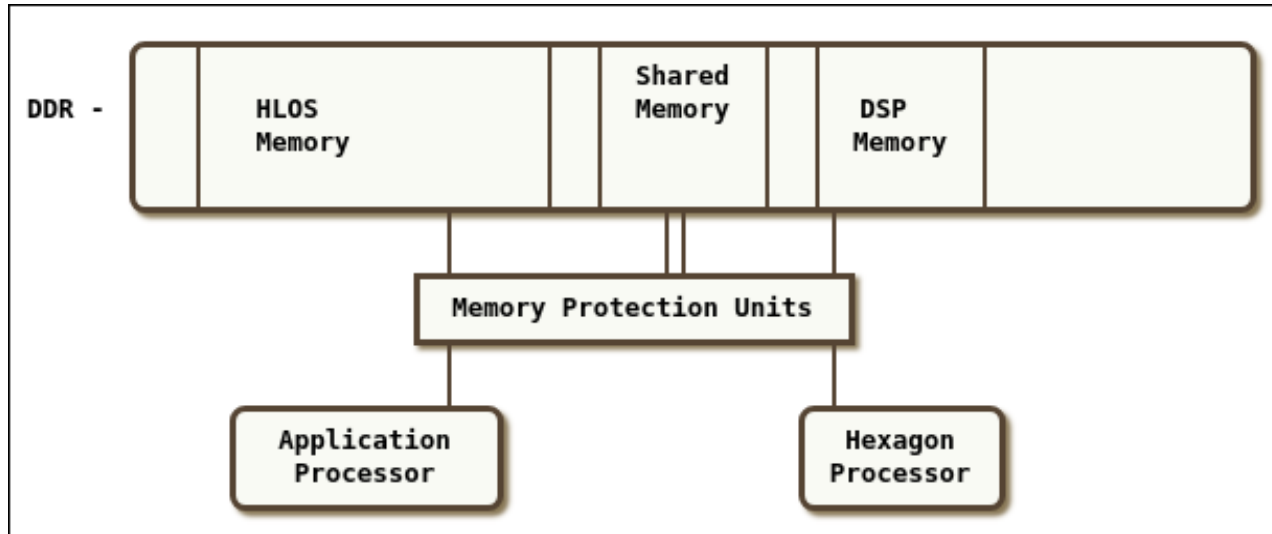 DDR -
HLOS
Memory
Shared
Memory
DSP
Memory
Memory Protection Units
Application
Processor
Hexagon
Processor